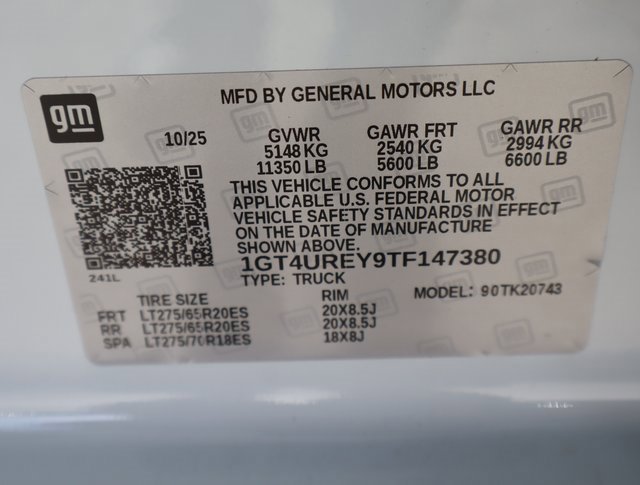 gm
MFD BY GENERAL MOTORS LLC
10/25 GVWR GAWR FRT GAWR RR
5148 KG 2540 KG 2994 KG
11350 LB 5600 LB 6600 LB
THIS VEHICLE CONFORMS TO ALL
APPLICABLE U.S. FEDERAL MOTOR
VEHICLE SAFETY STANDARDS IN EFFECT
ON THE DATE OF MANUFACTURE
SHOWN ABOVE.
1GT4UREY9TF147380
241L
TYPE: TRUCK
MODEL: 90TK20743
TIRE SIZE RIM
FRT LT275/65R20ES 20X8.5J
RR LT275/65R20ES 20X8.5J
SPA LT275/70R18ES 18X8J